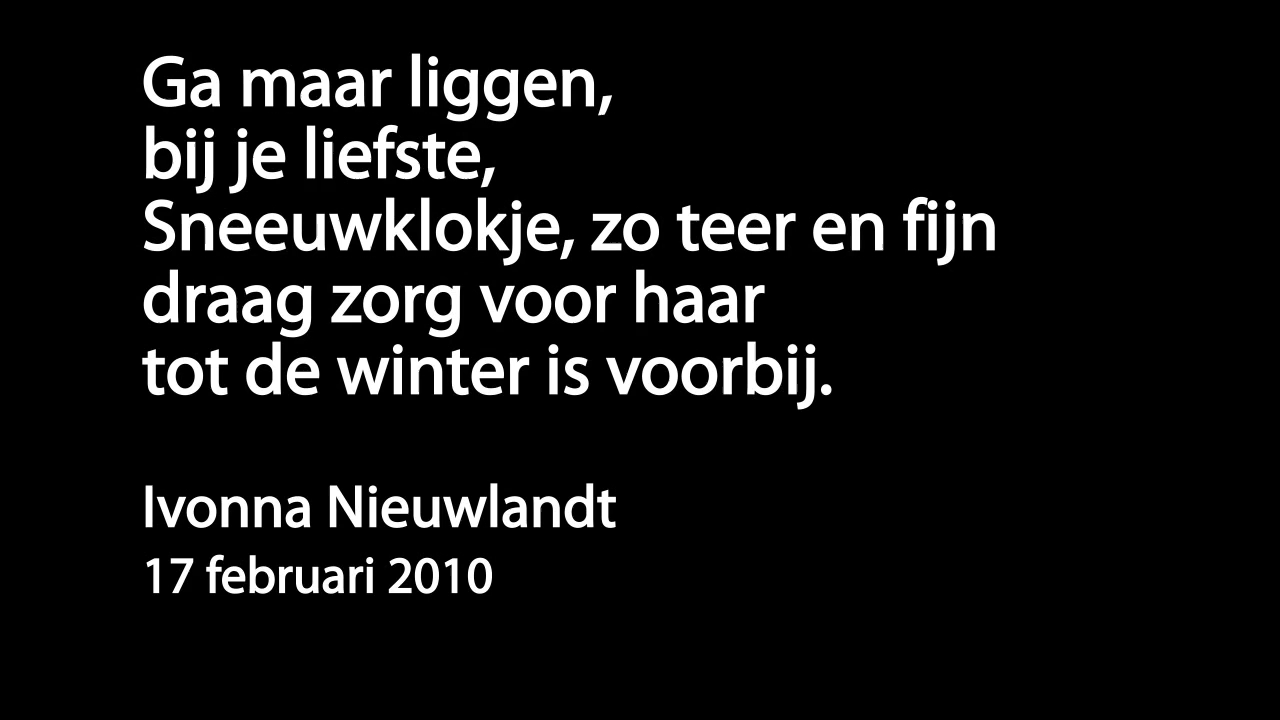 Ga maar liggen,
bij je liefste,
Sneeuwklokje, zo teer en fijn
draag zorg voor haar
tot de winter is voorbij.
Ivonna Nieuwlandt
17 februari 2010